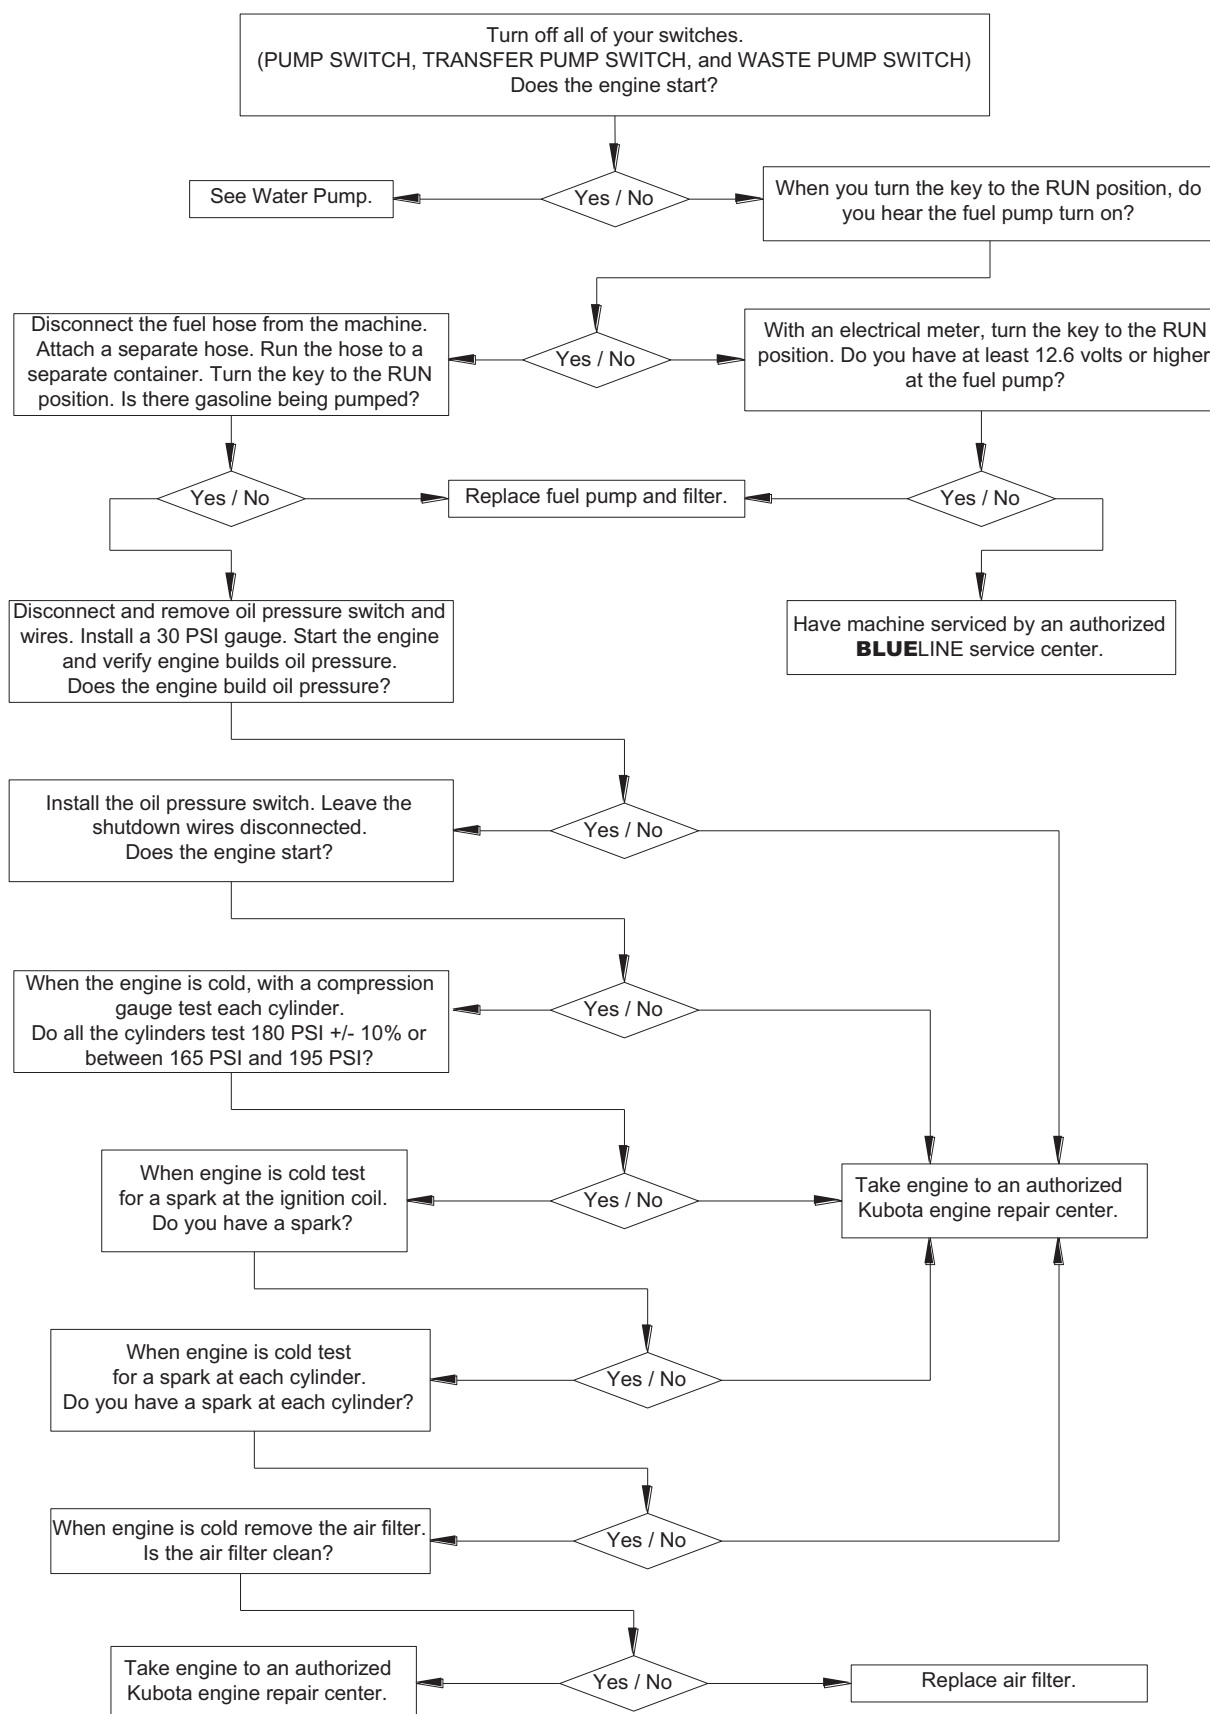 Turn off all of your switches.
(PUMP SWITCH, TRANSFER PUMP SWITCH, and WASTE PUMP SWITCH)
Does the engine start?
See Water Pump.
Yes / No
When you turn the key to the RUN position, do
you hear the fuel pump turn on?
Disconnect the fuel hose from the machine.
Attach a separate hose. Run the hose to a
separate container. Turn the key to the RUN
position. Is there gasoline being pumped?
Yes / No
With an electrical meter, turn the key to the RUN
position. Do you have at least 12.6 volts or higher
at the fuel pump?
Yes / No
Replace fuel pump and filter.
Yes / No
Disconnect and remove oil pressure switch and
wires. Install a 30 PSI gauge. Start the engine
and verify engine builds oil pressure.
Does the engine build oil pressure?
Have machine serviced by an authorized
BLUELINE service center.
Install the oil pressure switch. Leave the
shutdown wires disconnected.
Does the engine start?
Yes / No
When the engine is cold, with a compression
gauge test each cylinder.
Do all the cylinders test 180 PSI +/- 10% or
between 165 PSI and 195 PSI?
Yes / No
When engine is cold test
for a spark at the ignition coil.
Do you have a spark?
Yes / No
Take engine to an authorized
Kubota engine repair center.
When engine is cold test
for a spark at each cylinder.
Do you have a spark at each cylinder?
Yes / No
When engine is cold remove the air filter.
Is the air filter clean?
Yes / No
Take engine to an authorized
Kubota engine repair center.
Yes / No
Replace air filter.